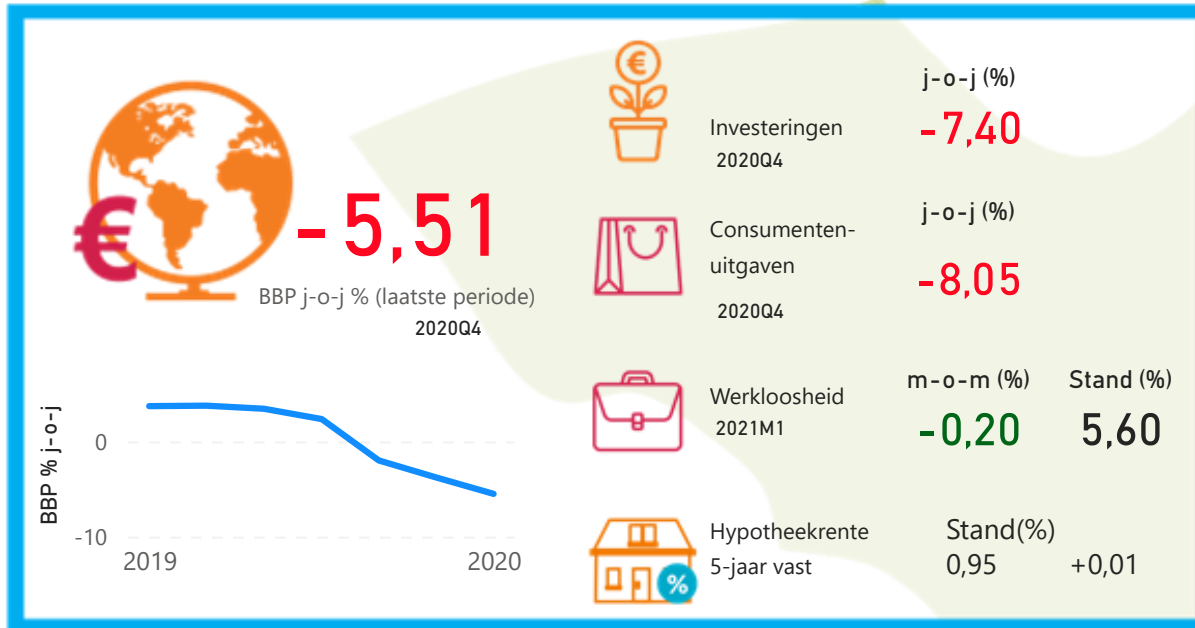 €
-5,51
BBP j-o-j % (laatste periode)
2020Q4
BBP % j-o-j
0
-10
2019
2020
€
j-o-j (%)
Investeringen
-7,40
2020Q4
j-o-j (%)
Consumenten-
uitgaven
-8,05
2020Q4
m-o-m (%) Stand (%)
Werkloosheid
-0,20 5,60
2021M1
Hypotheekrente
5-jaar vast
Stand(%)
0,95 +0,01
%